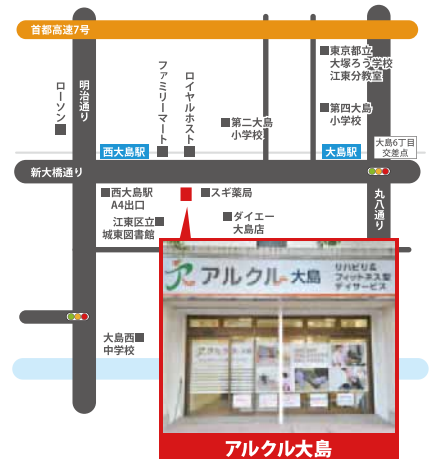 首都高速7号
東京都立
大塚ろう学校
江東分教室
明治通り
ローソン
ファミリーマート
ロイヤルホスト
第四大島
小学校
第二大島
小学校
大島6丁目
交差点
西大島駅
大島駅
新大橋通り
西大島駅
A4出口
スギ薬局
丸八通り
江東区立
城東図書館
ダイエー
大島店
アルクル 大島
リハビリ&
フィットネス型
デイサービス
大島西
中学校
アルクル大島